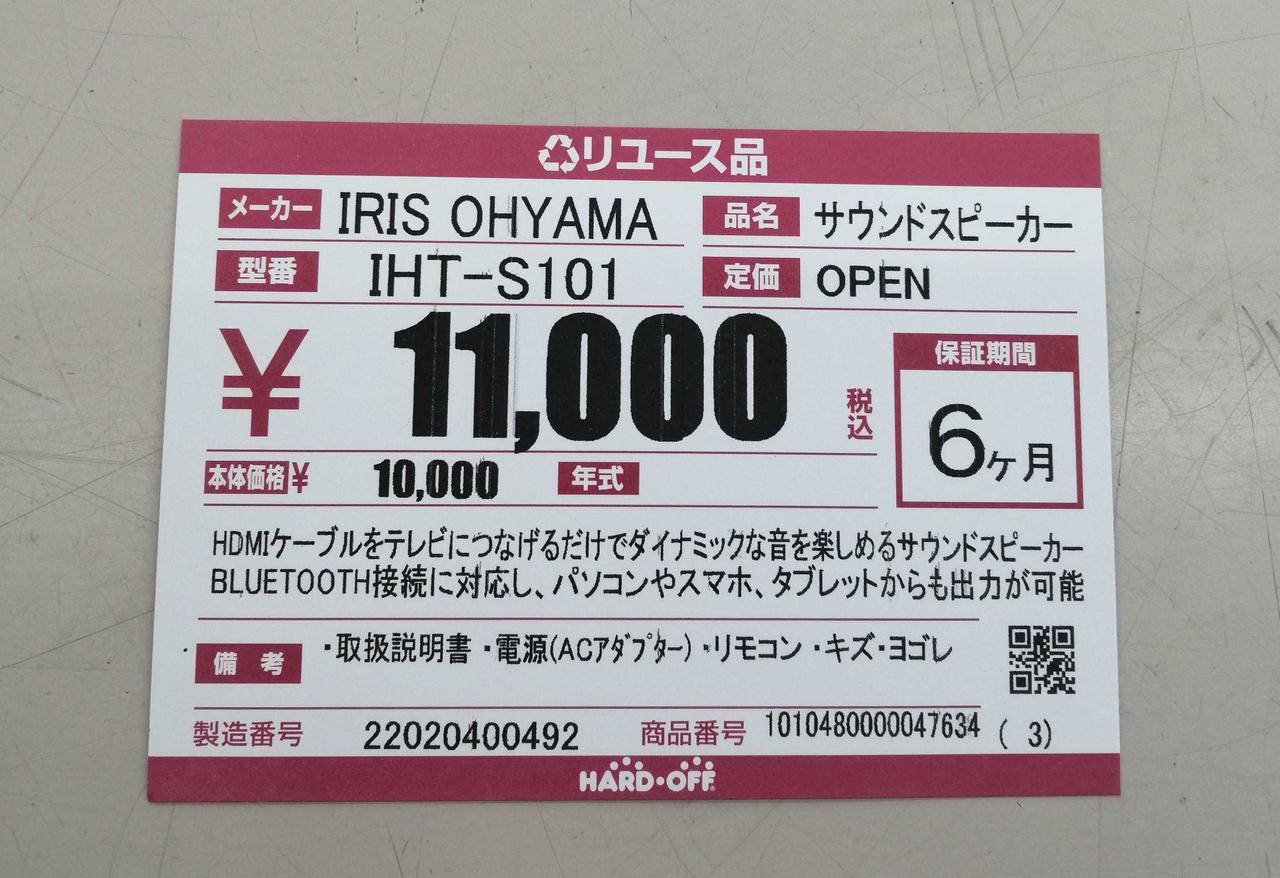 リユース品
メーカー IRIS OHYAMA 品名 サウンドスピーカー
型番 IHT-S101 定価 OPEN
¥ 11,000 税込
保証期間
6ヶ月
本体価格¥ 10,000 年式
HDMIケーブルをテレビにつなげるだけでダイナミックな音を楽しめるサウンドスピーカー
BLUETOOTH接続に対応し、パソコンやスマホ、タブレットからも出力が可能
備考 ・取扱説明書 ・電源(ACアダプター)・リモコン ・キズ・ヨゴレ
製造番号 22020400492 商品番号 1010480000047634 ( 3)
HARD・OFF